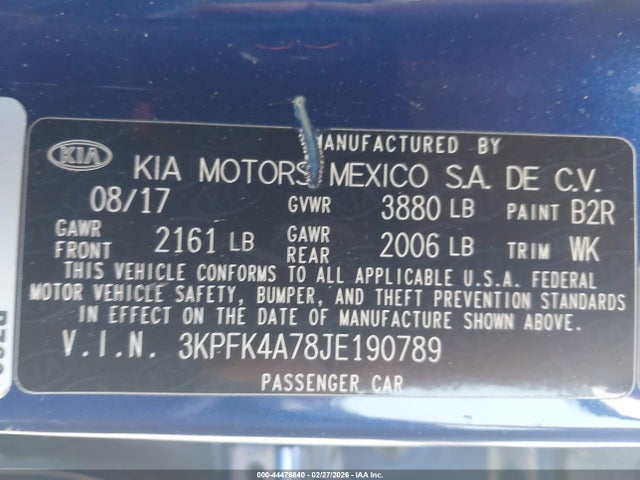 MANUFACTURED BY
KIA KIA MOTORS MEXICO S.A. DE C.V.
08/17 GVWR 3880 LB PAINT B2R
GAWR FRONT 2161 LB GAWR REAR 2006 LB TRIM WK
THIS VEHICLE CONFORMS TO ALL APPLICABLE U.S.A. FEDERAL
MOTOR VEHICLE SAFETY, BUMPER, AND THEFT PREVENTION STANDARDS
IN EFFECT ON THE DATE OF MANUFACTURE SHOWN ABOVE.
V.I.N. 3KPFK4A78JE190789
PASSENGER CAR
000-44476840 - 02/27/2026 - IAA Inc.